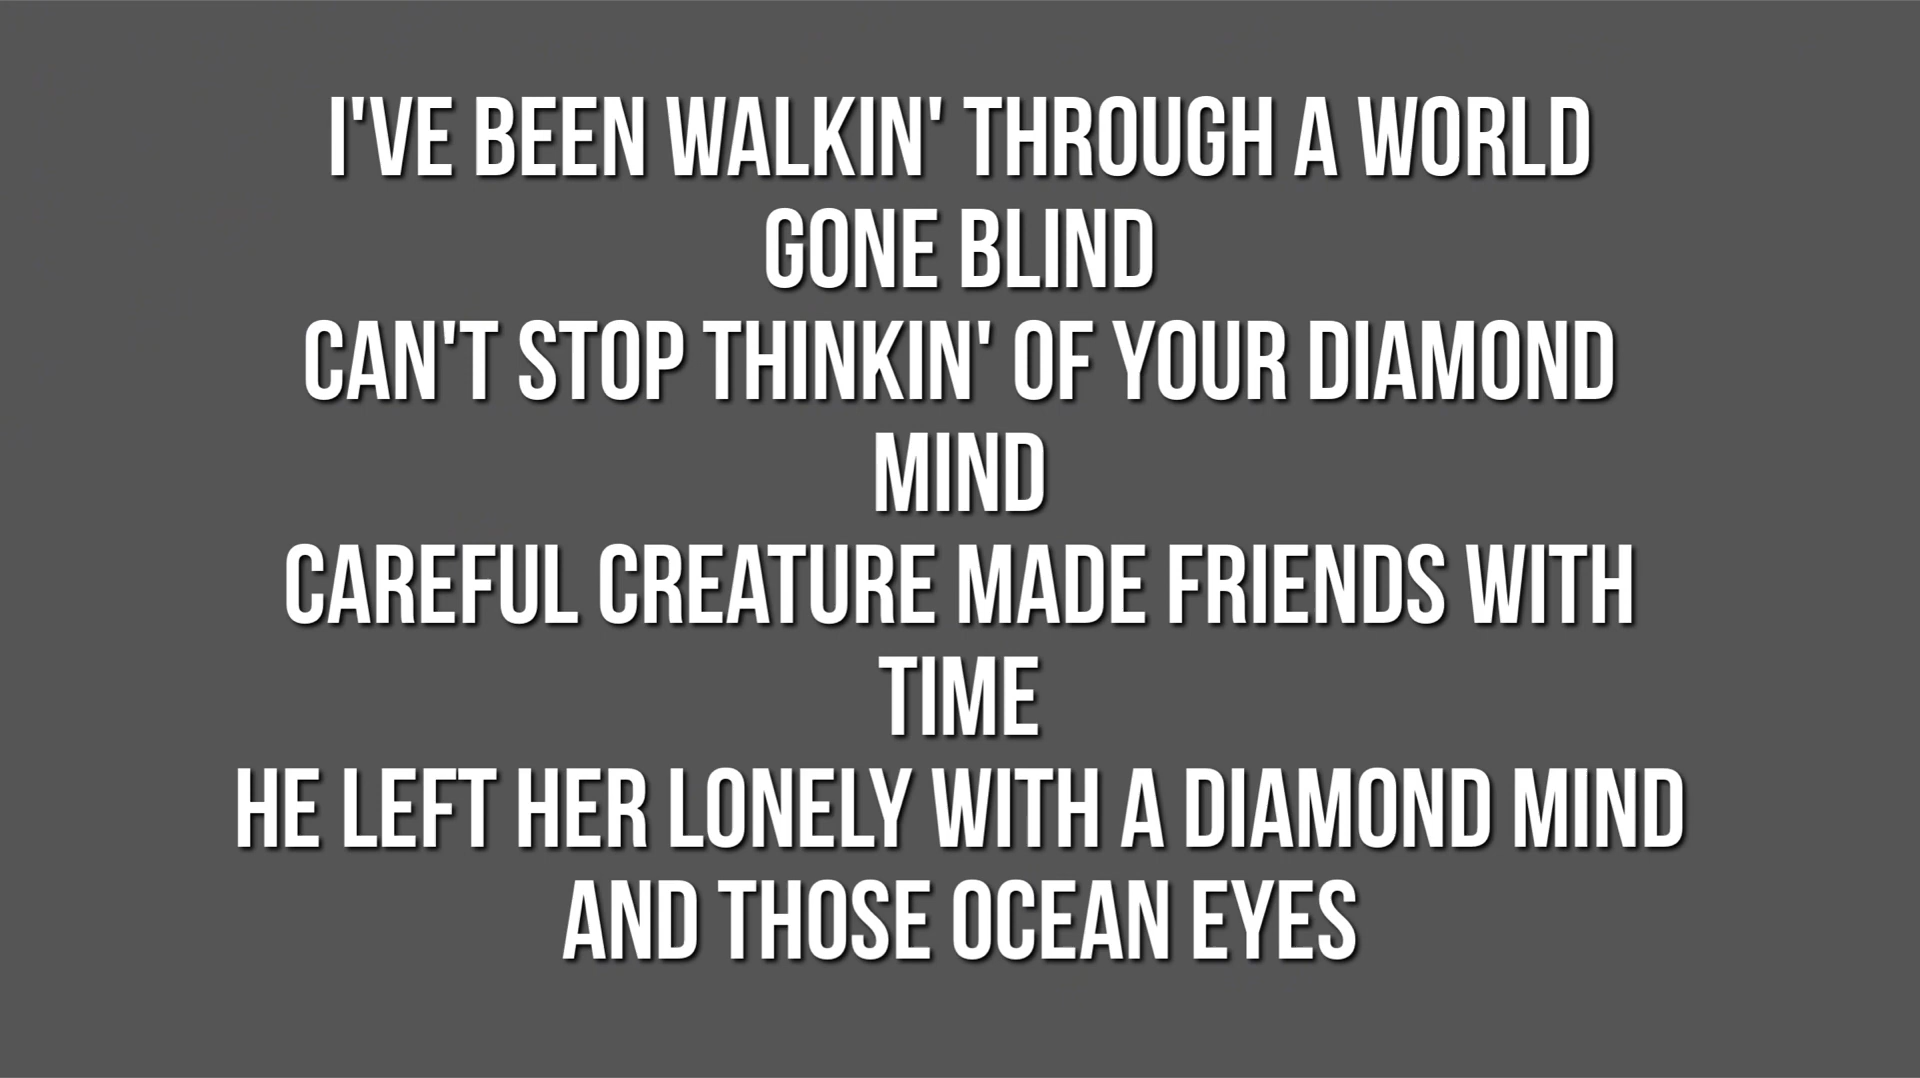 I'VE BEEN WALKIN' THROUGH A WORLD
GONE BLIND
CAN'T STOP THINKIN' OF YOUR DIAMOND
MIND
CAREFUL CREATURE MADE FRIENDS WITH
TIME
HE LEFT HER LONELY WITH A DIAMOND MIND
AND THOSE OCEAN EYES